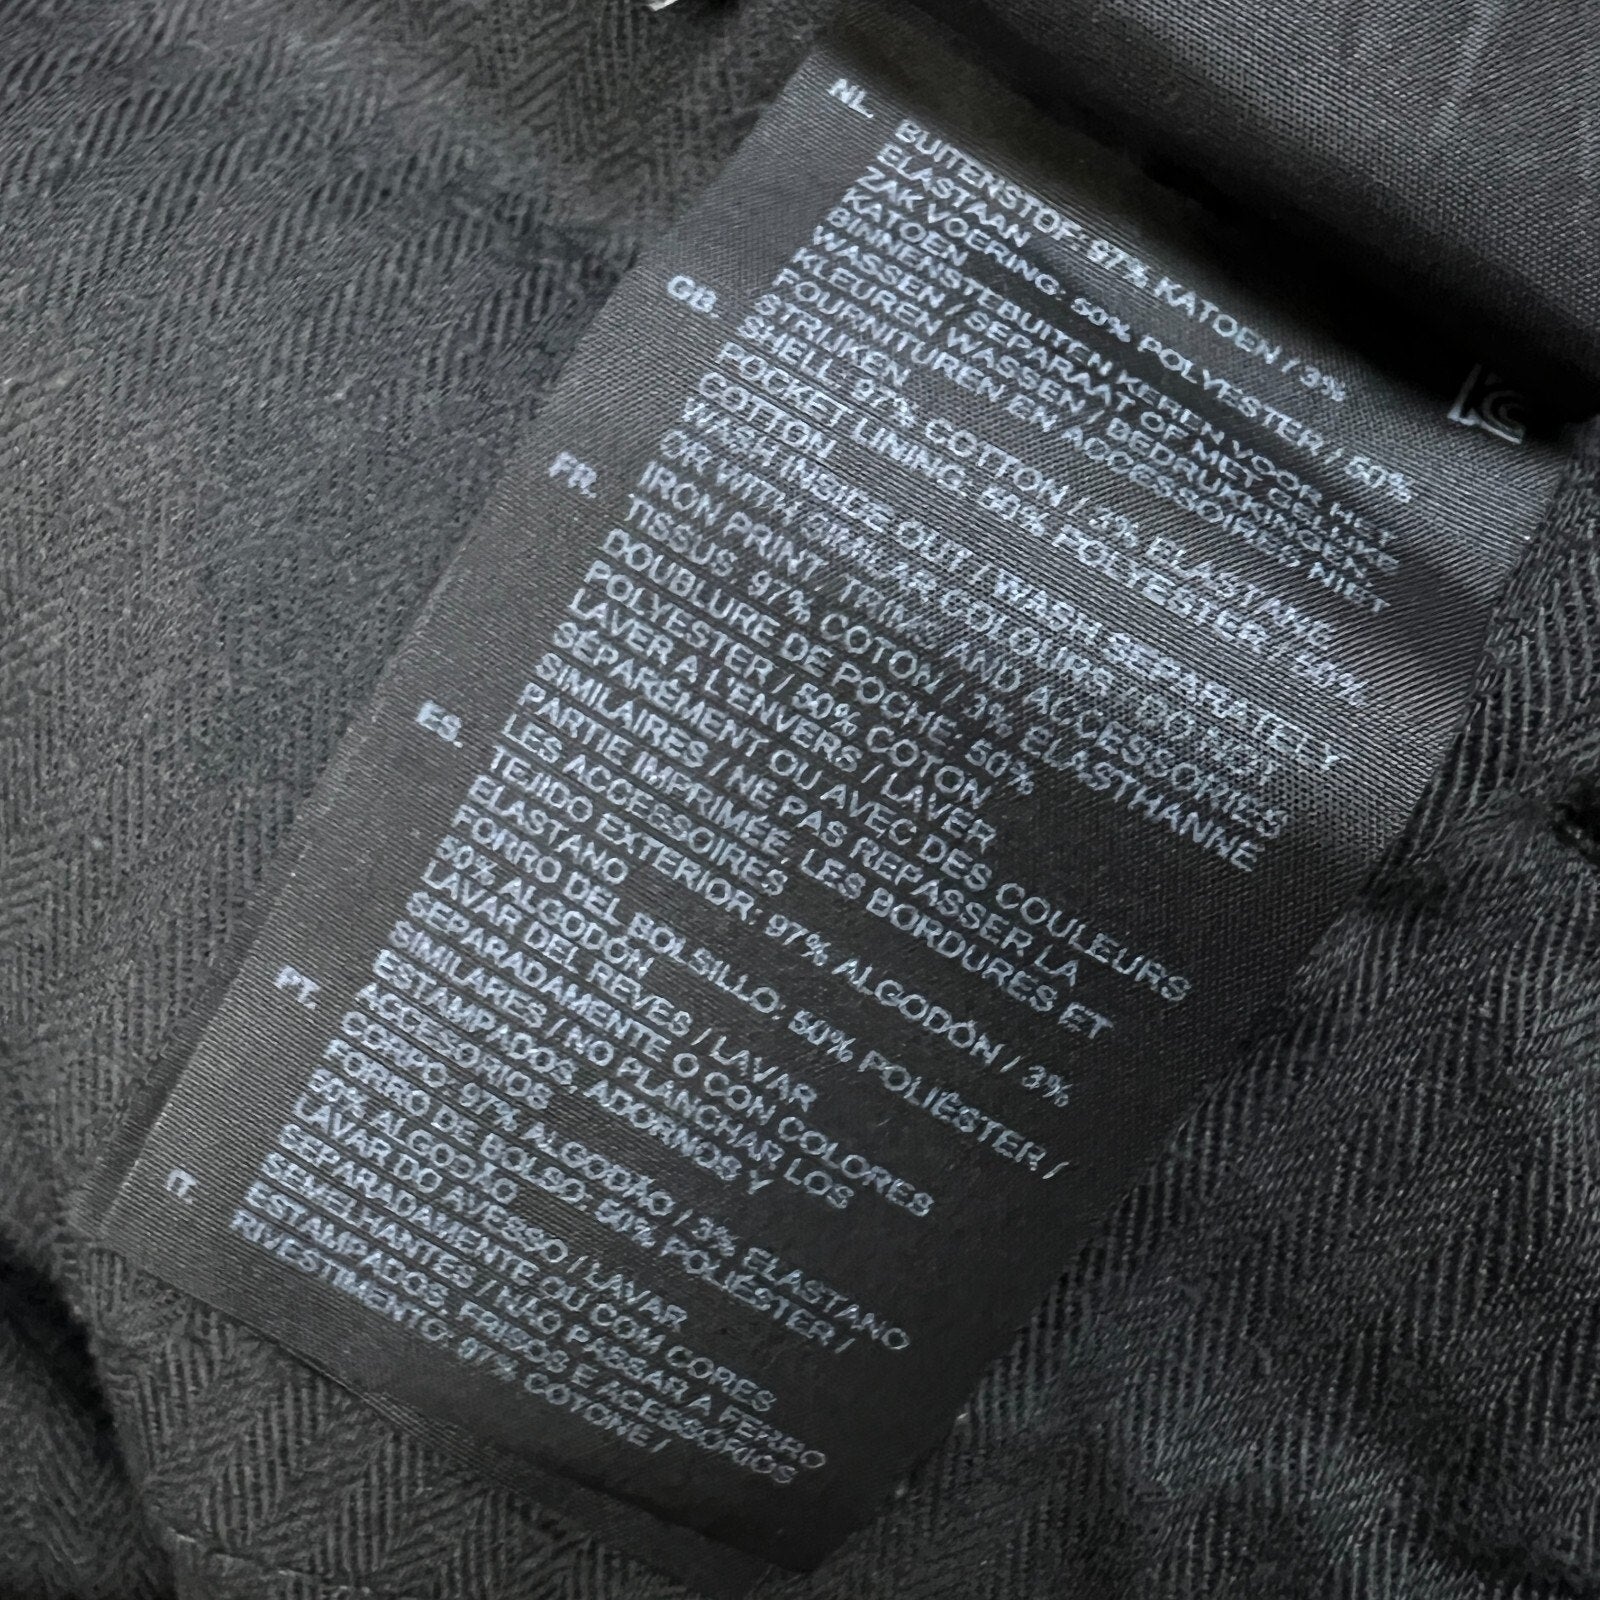 NL. BUITENSTOF: 97% KATOEN / 3%
ELASTAAN
ZAK VOERING: 50% POLYESTER / 50%
KATOEN
BINNENSTEBUITEN KEREN VOOR HET
WASSEN / SEPARAAT OF MET GELIJKE
KLEUREN WASSEN / BEDRUKKINGEN,
FOURNITUREN EN ACCESSOIRES NIET
STRIJKEN
GB. SHELL: 97% COTTON / 3% ELASTANE
POCKET LINING: 50% POLYESTER / 50%
COTTON
WASH INSIDE OUT / WASH SEPARATELY
OR WITH SIMILAR COLOURS / DO NOT
IRON PRINT, TRIMS AND ACCESSORIES
FR. TISSUS: 97% COTON / 3% ELASTHANNE
DOUBLURE DE POCHE: 50%
POLYESTER / 50% COTON
LAVER A L'ENVERS / LAVER
SÉPARÉMENT OU AVEC DES COULEURS
SIMILAIRES / NE PAS REPASSER LA
PARTIE IMPRIMÉE, LES BORDURES ET
LES ACCESSOIRES
ES. TEJIDO EXTERIOR: 97% ALGODÓN / 3%
ELASTANO
FORRO DEL BOLSILLO: 50% POLIÉSTER /
50% ALGODÓN
LAVAR DEL REVES / LAVAR
SEPARADAMENTE O CON COLORES
SIMILARES / NO PLANCHAR LOS
ESTAMPADOS, ADORNOS Y
ACCESORIOS
PT. CORPO: 97% ALGODÃO / 3% ELASTANO
FORRO DE BOLSO: 50% POLIÉSTER /
50% ALGODÃO
LAVAR DO AVESSO / LAVAR
SEPARADAMENTE OU COM CORES
SEMELHANTES / NÃO PASSAR A FERRO
ESTAMPADOS, FRISOS E ACESSÓRIOS
IT. RIVESTIMENTO: 97% COTONE /